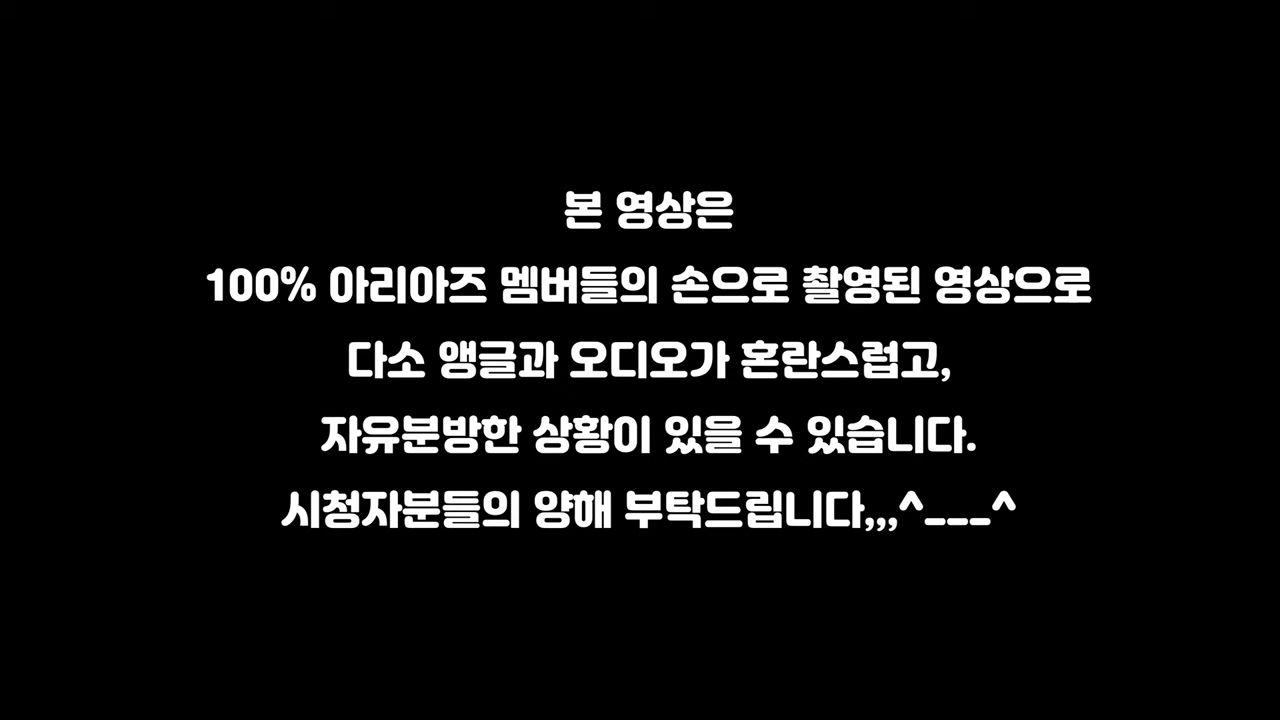 본 영상은
100% 아리아즈 멤버들의 손으로 촬영된 영상으로
다소 앵글과 오디오가 혼란스럽고,
자유분방한 상황이 있을 수 있습니다.
시청자분들의 양해 부탁드립니다,,,^___^